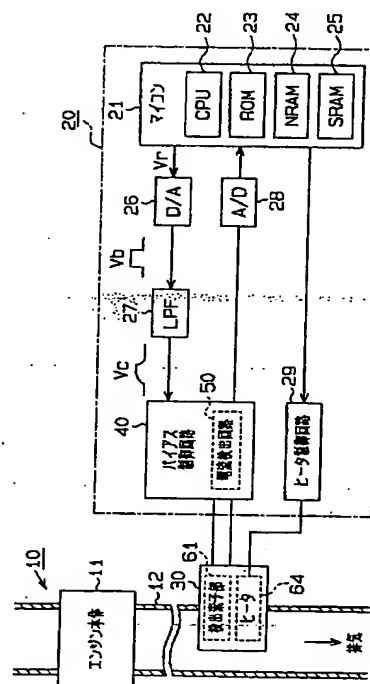 10
11
エンジン本体
12
排気
30
61
検出素子部
ヒータ
64
40
バイアス
制御回路
50
電流検出回路
29
ヒータ制御回路
Vc
27
LPF
Vb
26
D/A
Vr
A/D
28
20
21
マイコン
CPU
22
ROM
23
NRAM
24
SRAM
25